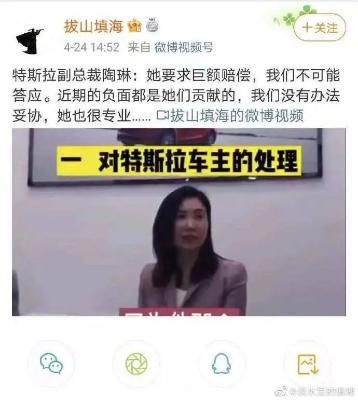 拔山填海
+关注
4-24 14:52 来自 微博视频号
特斯拉副总裁陶琳：她要求巨额赔偿，我们不可能
答应。近期的负面都是她们贡献的，我们没有办法
妥协，她也很专业...... 拔山填海的微博视频
一 对特斯拉车主的处理